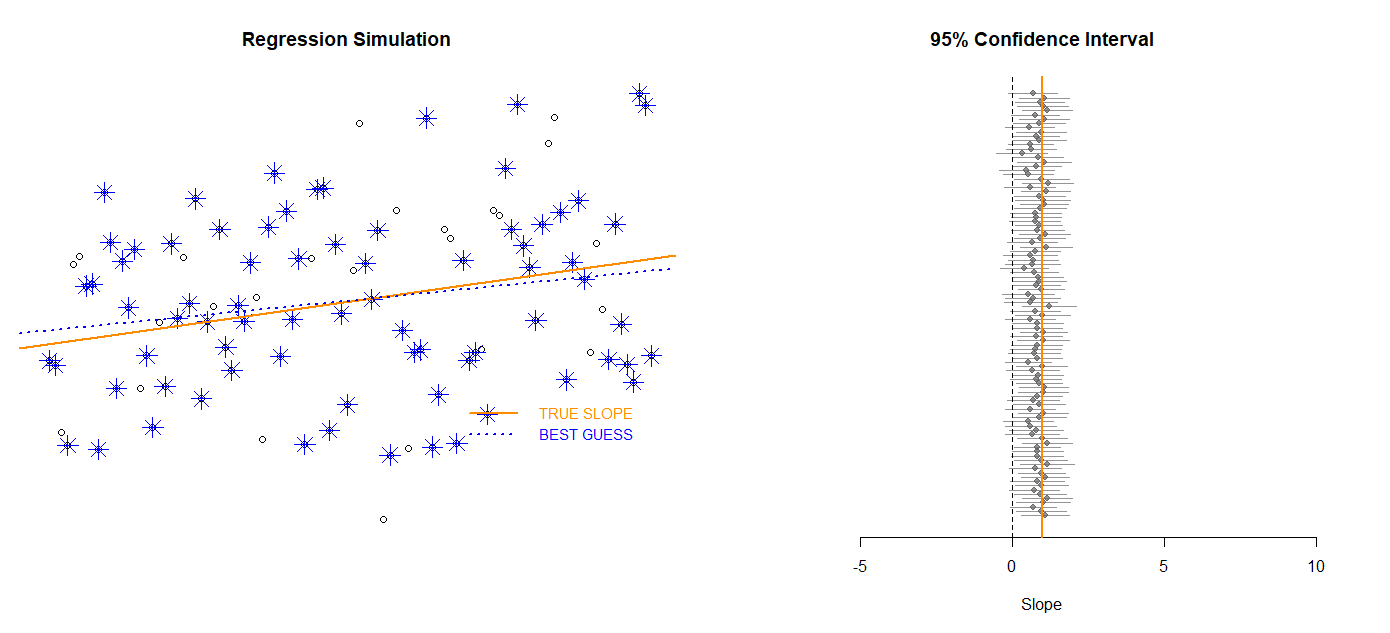 Regression Simulation
TRUE SLOPE
BEST GUESS
95% Confidence Interval
-5 0 5 10
Slope